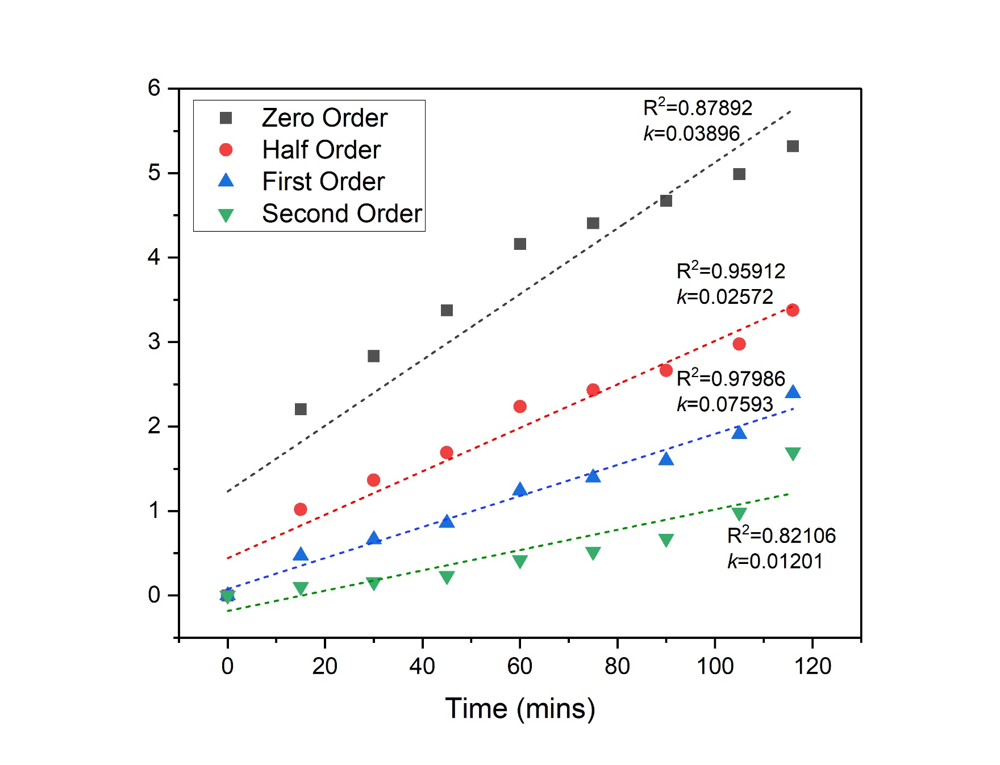 6
5
4
3
2
1
0
Zero Order
Half Order
First Order
Second Order
R²=0.87892
k=0.03896
R²=0.95912
k=0.02572
R²=0.97986
k=0.07593
R²=0.82106
k=0.01201
0 20 40 60 80 100 120
Time (mins)